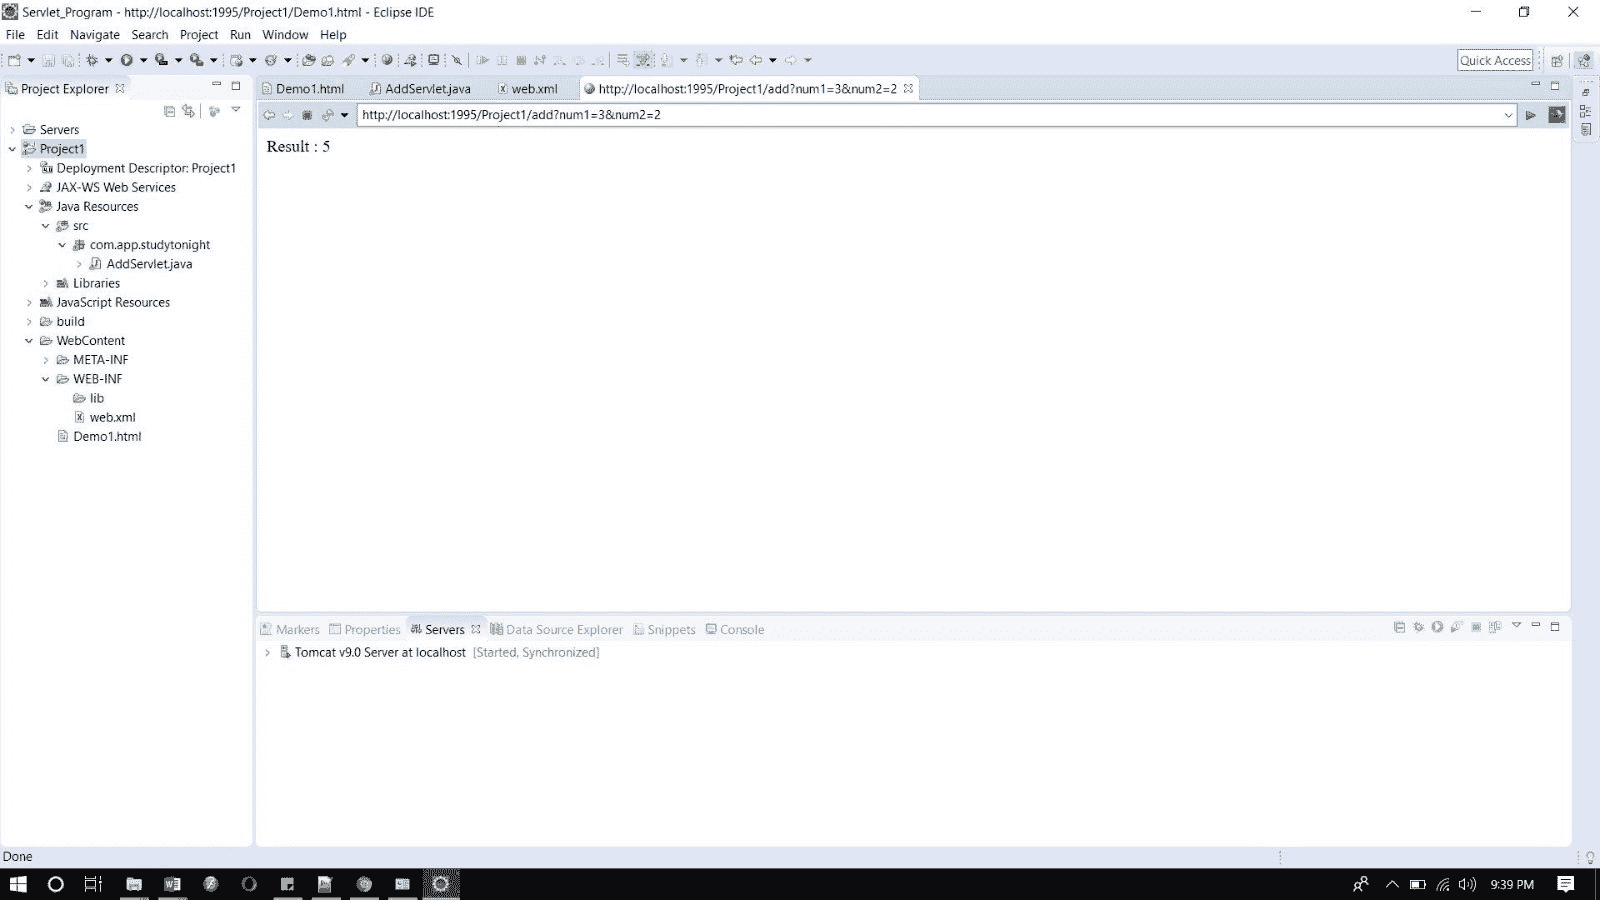 Servlet_Program - http://localhost:1995/Project1/Demo1.html - Eclipse IDE
File Edit Navigate Search Project Run Window Help
Quick Access
Project Explorer
Demo1.html AddServlet.java web.xml http://localhost:1995/Project1/add?num1=3&num2=2
http://localhost:1995/Project1/add?num1=3&num2=2
Servers
Project1
Deployment Descriptor: Project1
JAX-WS Web Services
Java Resources
src
com.app.studytonight
AddServlet.java
Libraries
JavaScript Resources
build
WebContent
META-INF
WEB-INF
lib
web.xml
Demo1.html
Result : 5
Markers Properties Servers Data Source Explorer Snippets Console
Tomcat v9.0 Server at localhost [Started, Synchronized]
Done
9:39 PM